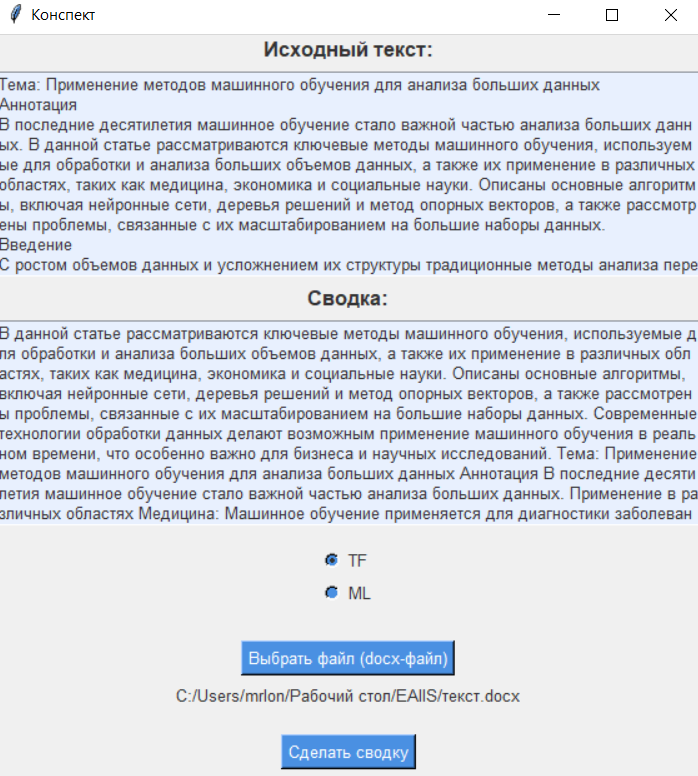 Конспект
Исходный текст:
Тема: Применение методов машинного обучения для анализа больших данных
Аннотация
В последние десятилетия машинное обучение стало важной частью анализа больших данн
ых. В данной статье рассматриваются ключевые методы машинного обучения, используем
ые для обработки и анализа больших объемов данных, а также их применение в различных
областях, таких как медицина, экономика и социальные науки. Описаны основные алгоритм
ы, включая нейронные сети, деревья решений и метод опорных векторов, а также рассмотр
ены проблемы, связанные с их масштабированием на большие наборы данных.
Введение
С ростом объемов данных и усложнением их структуры традиционные методы анализа пере
Сводка:
В данной статье рассматриваются ключевые методы машинного обучения, используемые д
ля обработки и анализа больших объемов данных, а также их применение в различных обл
астях, таких как медицина, экономика и социальные науки. Описаны основные алгоритмы,
включая нейронные сети, деревья решений и метод опорных векторов, а также рассмотрен
ы проблемы, связанные с их масштабированием на большие наборы данных. Современные
технологии обработки данных делают возможным применение машинного обучения в реаль
ном времени, что особенно важно для бизнеса и научных исследований. Тема: Применение
методов машинного обучения для анализа больших данных Аннотация В последние десяти
летия машинное обучение стало важной частью анализа больших данных. Применение в ра
зличных областях Медицина: Машинное обучение применяется для диагностики заболеван
TF
ML
Выбрать файл (docx-файл)
C:/Users/mrlon/Рабочий стол/EAIIS/текст.docx
Сделать сводку